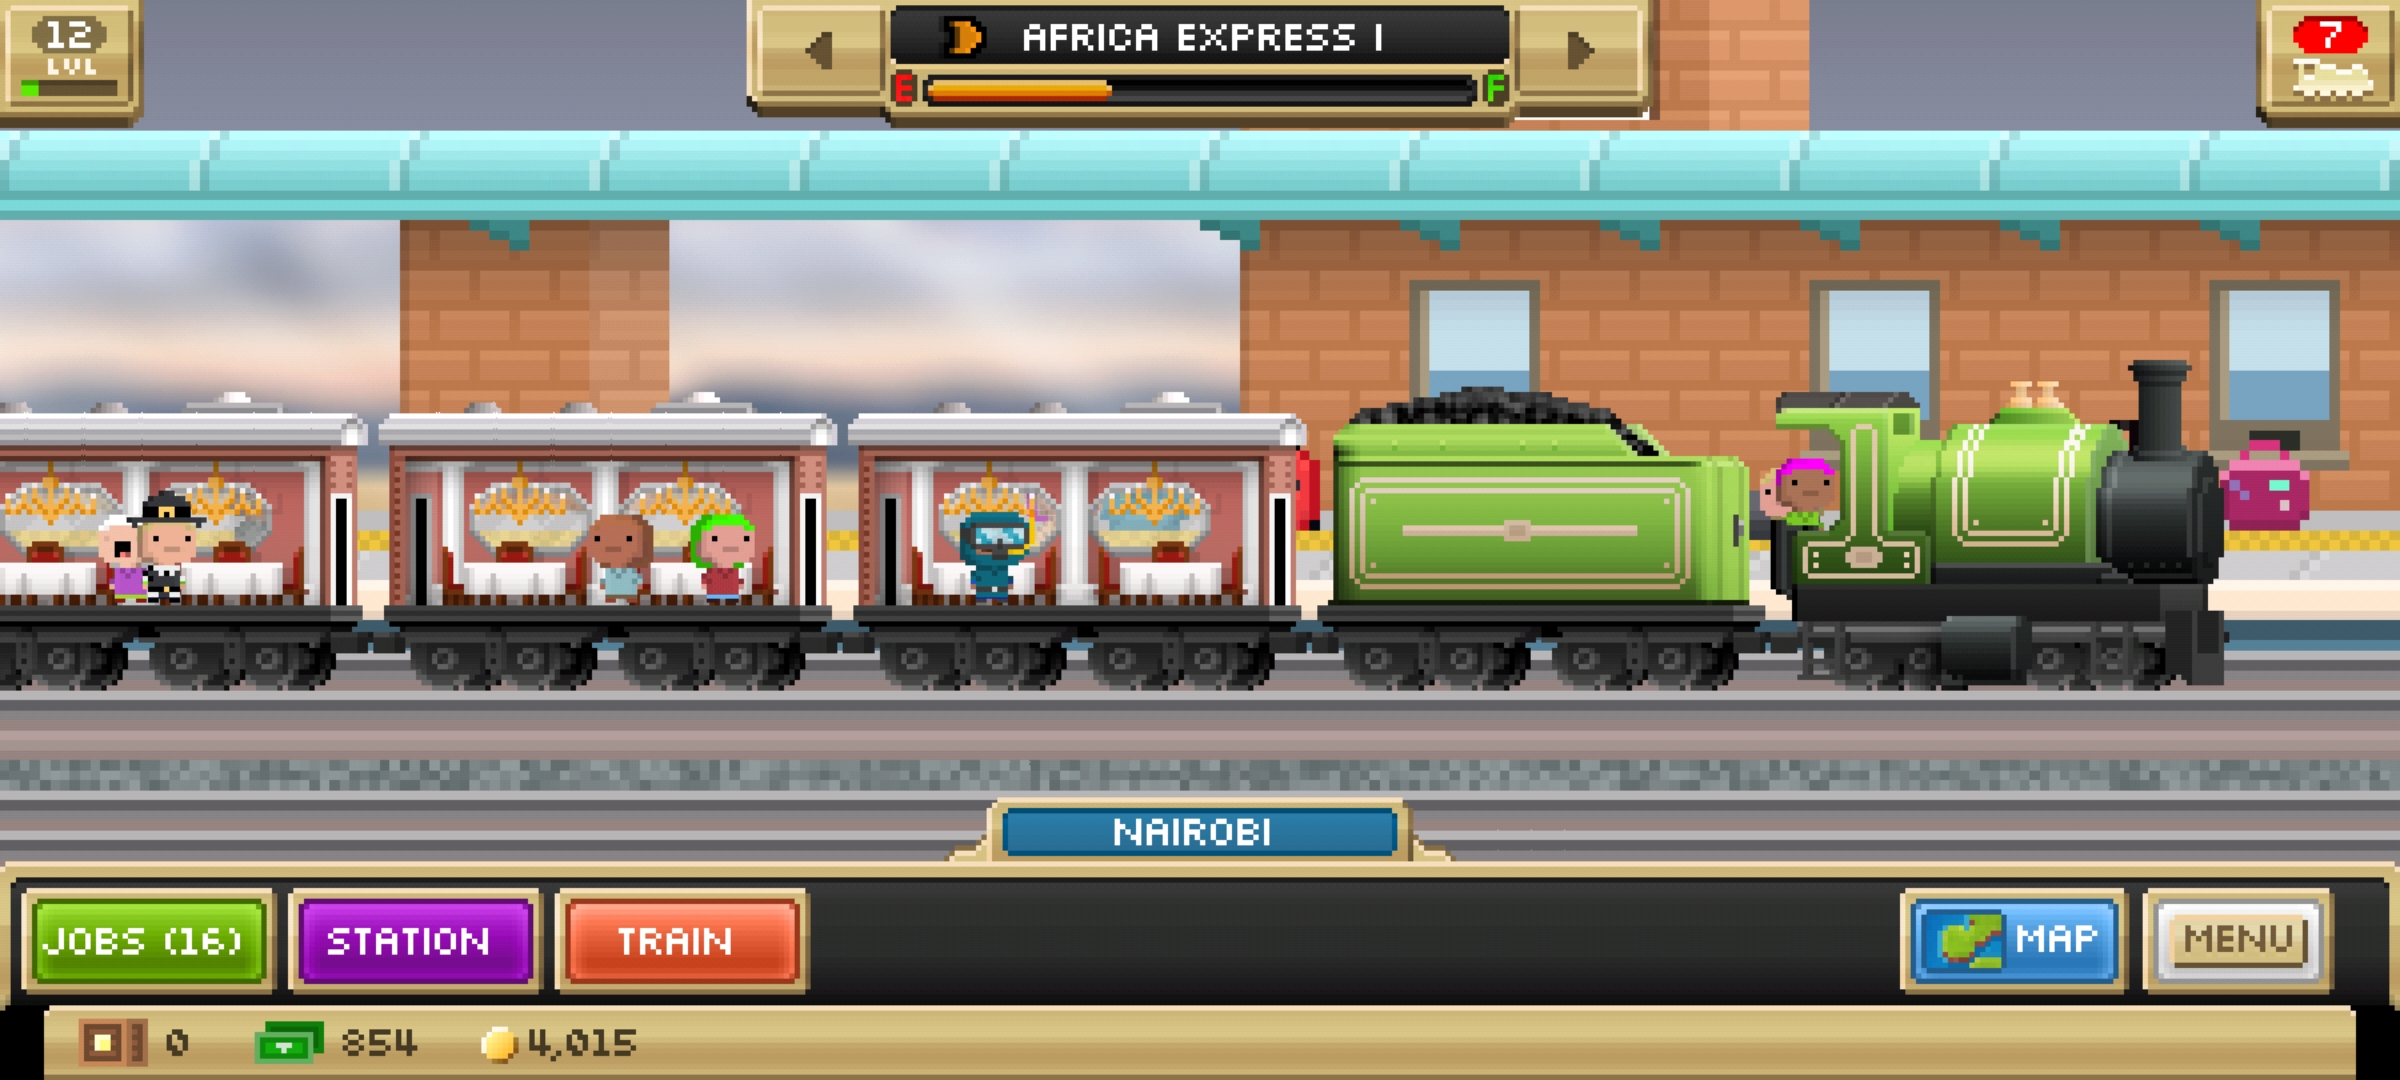 12
LVL
AFRICA EXPRESS I
E F
7
NAIROBI
JOBS (16)
STATION
TRAIN
MAP
MENU
0
854
4,015